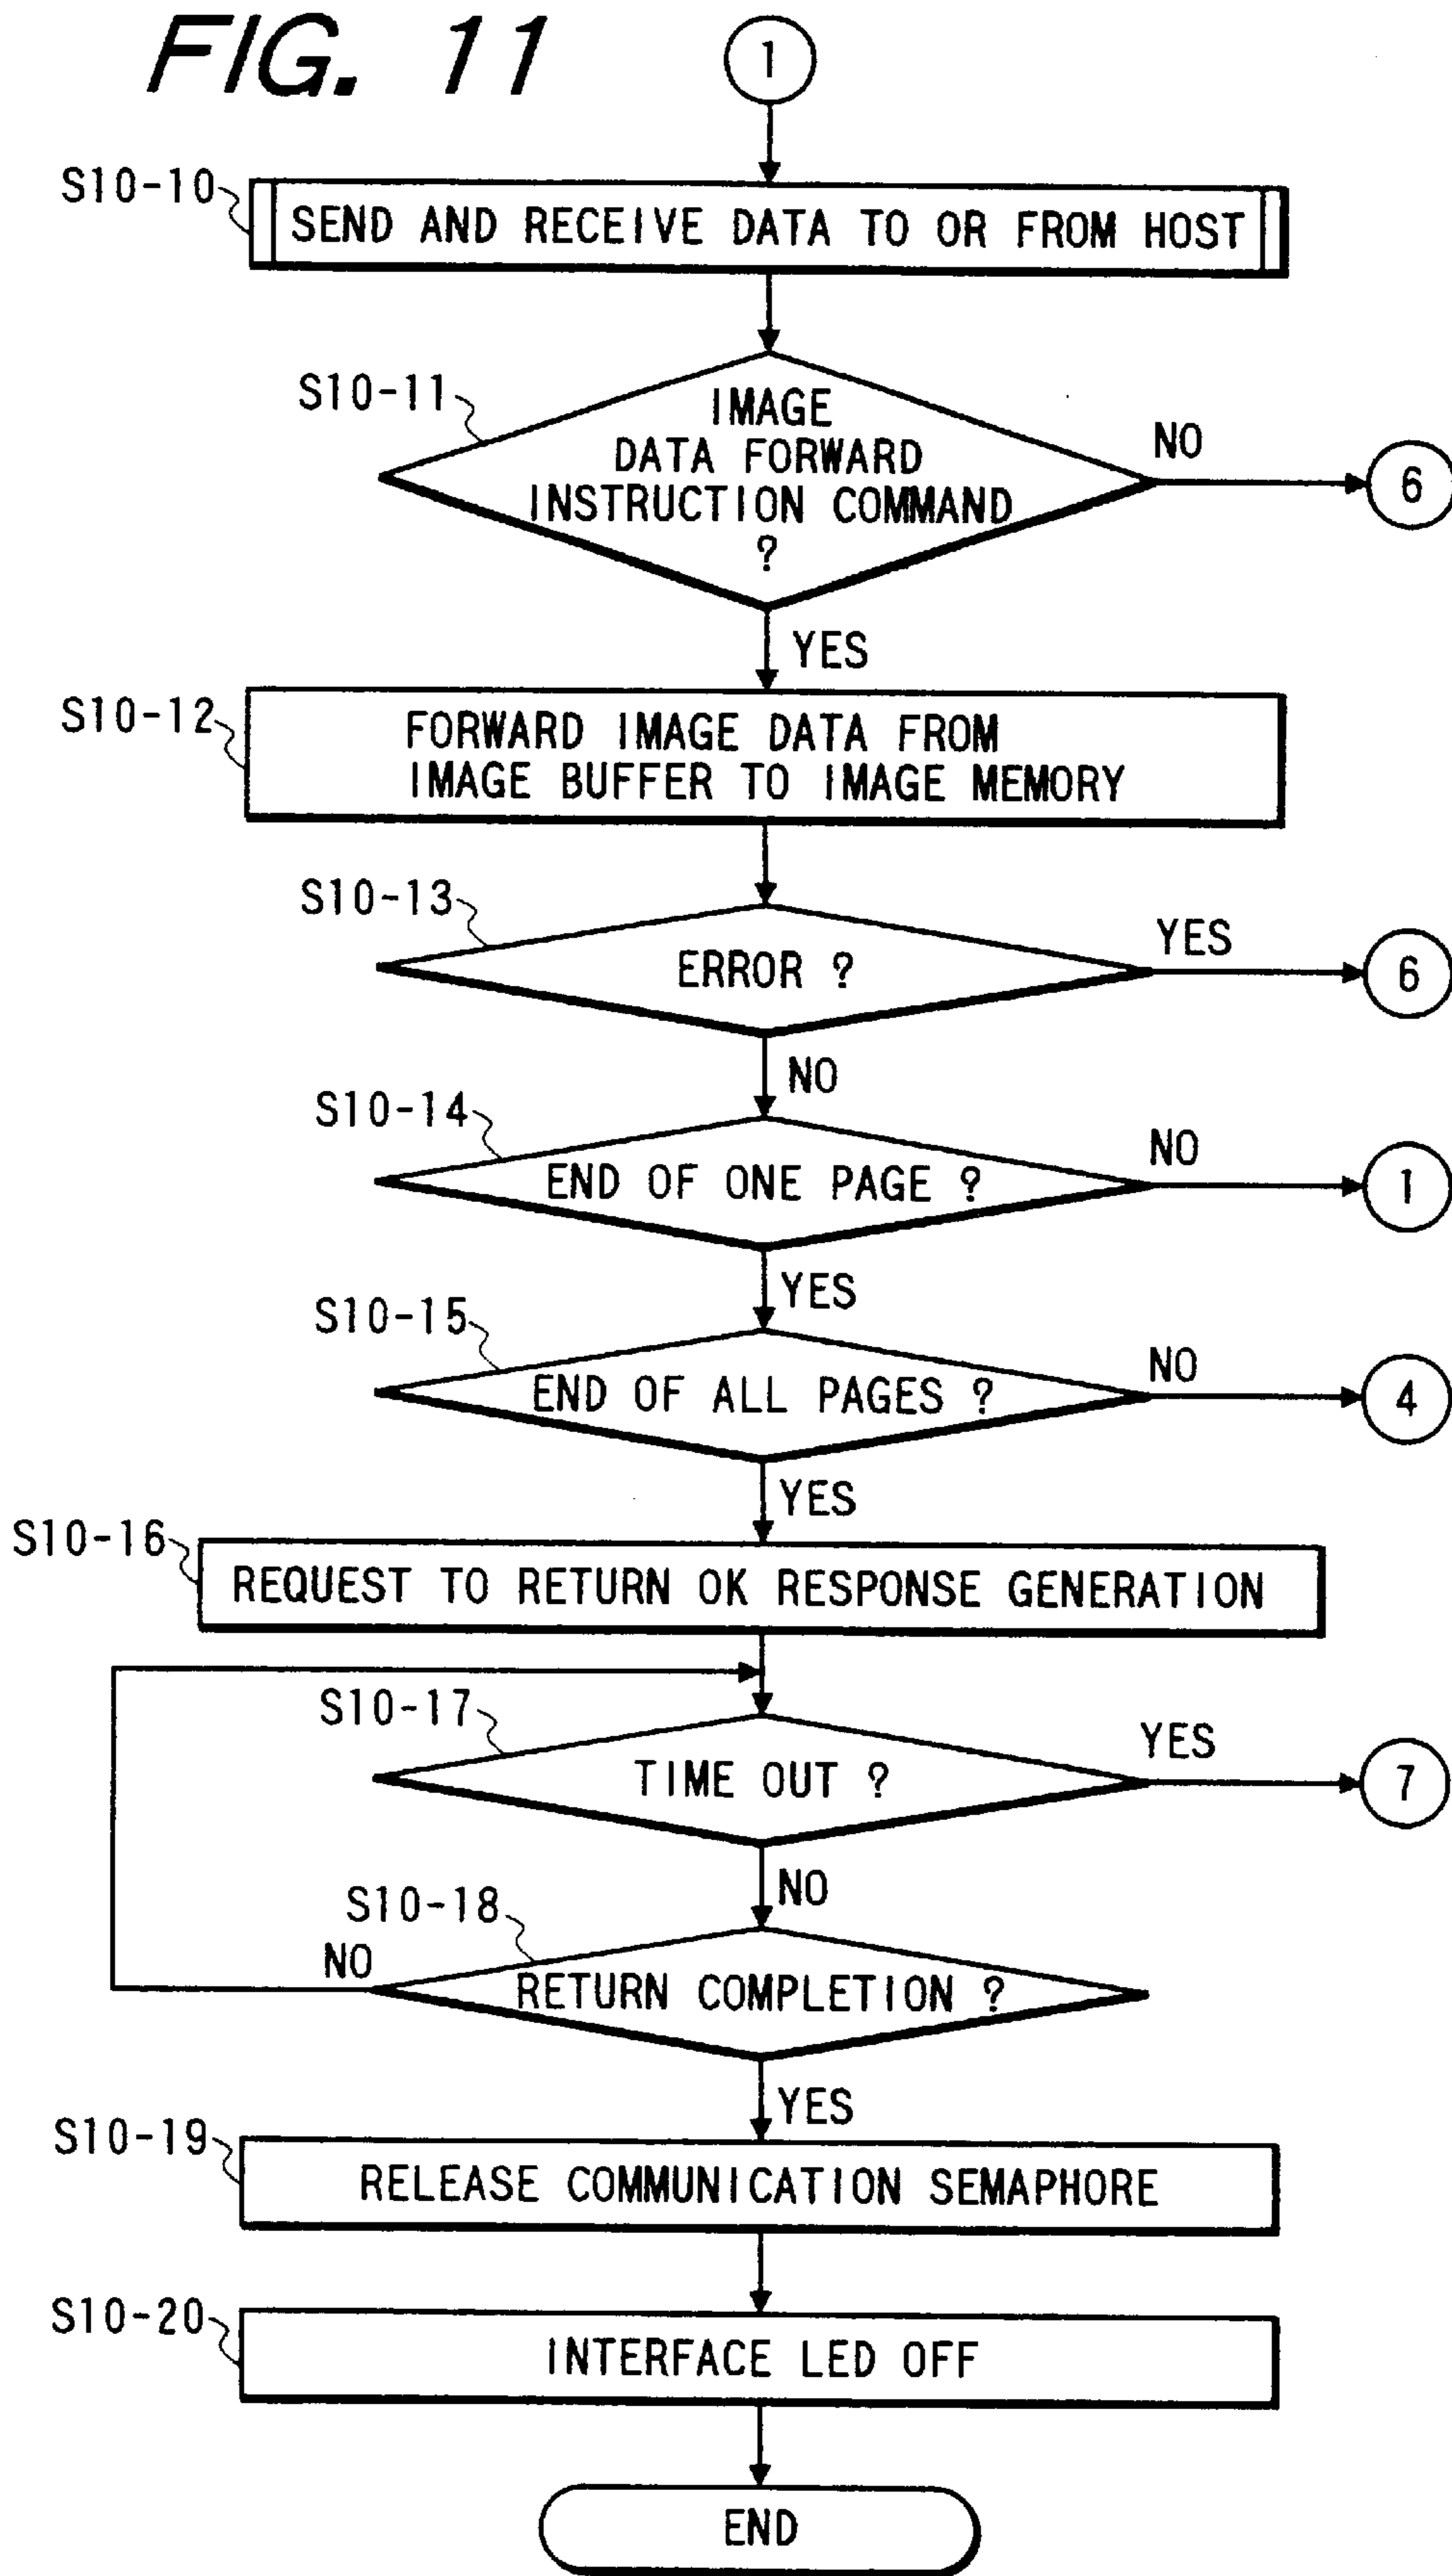 FIG. 11
1
S10-10
SEND AND RECEIVE DATA TO OR FROM HOST
S10-11
IMAGE
DATA FORWARD
INSTRUCTION COMMAND
?
NO
6
YES
S10-12
FORWARD IMAGE DATA FROM
IMAGE BUFFER TO IMAGE MEMORY
S10-13
ERROR ?
YES
6
NO
S10-14
END OF ONE PAGE ?
NO
1
YES
S10-15
END OF ALL PAGES ?
NO
4
YES
S10-16
REQUEST TO RETURN OK RESPONSE GENERATION
S10-17
TIME OUT ?
YES
7
NO
S10-18
NO
RETURN COMPLETION ?
YES
S10-19
RELEASE COMMUNICATION SEMAPHORE
S10-20
INTERFACE LED OFF
END